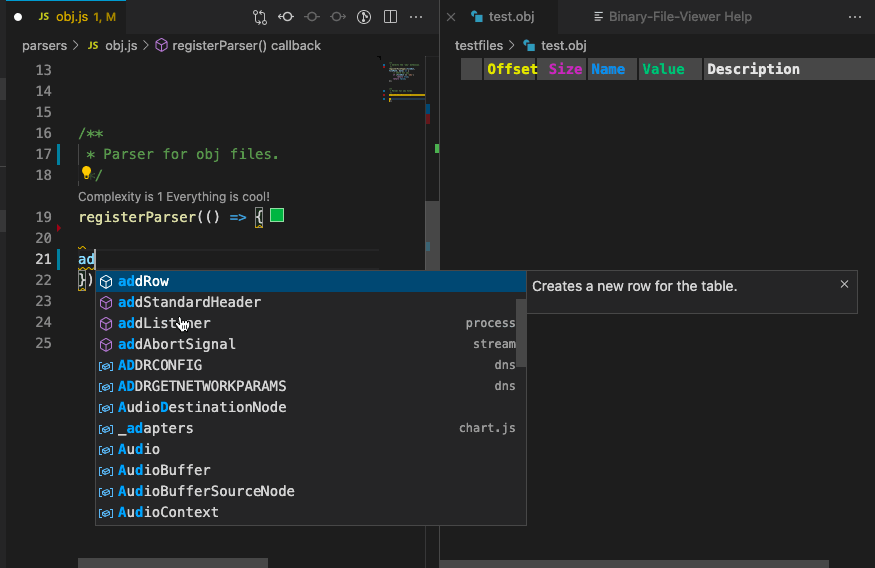 JS obj.js 1, M
parsers > JS obj.js > registerParser() callback
13
14
15
16 /**
17 * Parser for obj files.
18 */
Complexity is 1 Everything is cool!
19 registerParser(() => {
20
21 ad
22 })
23
24
25
addRow
addStandardHeader
addListener process
addAbortSignal stream
ADDRCONFIG dns
ADDRGETNETWORKPARAMS dns
AudioDestinationNode
_adapters chart.js
Audio
AudioBuffer
AudioBufferSourceNode
AudioContext
Creates a new row for the table.
test.obj
Binary-File-Viewer Help
testfiles > test.obj
Offset Size Name Value Description